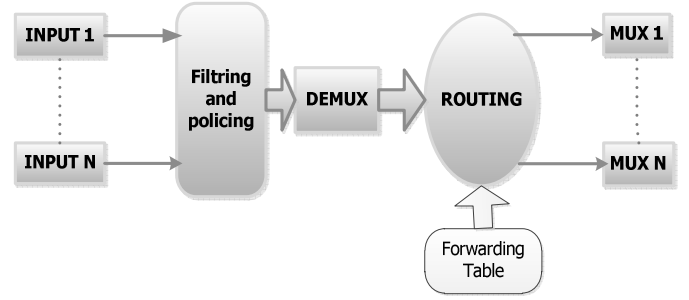 INPUT 1
INPUT N
Filtring
and
policing
DEMUX
ROUTING
Forwarding
Table
MUX 1
MUX N